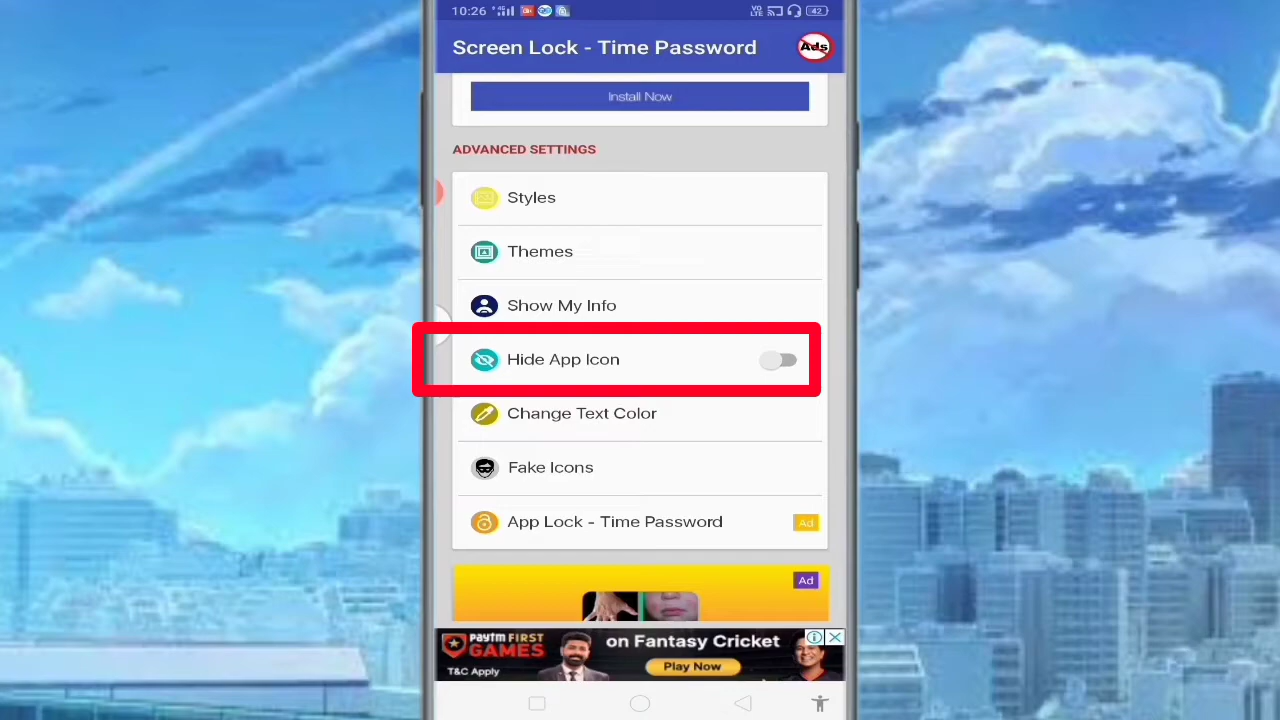 10:26
VO LTE
42
Screen Lock - Time Password
Ads
Install Now
ADVANCED SETTINGS
Styles
Themes
Show My Info
Hide App Icon
Change Text Color
Fake Icons
App Lock - Time Password
Ad
Ad
Paytm FIRST
GAMES
T&C Apply
on Fantasy Cricket
Play Now